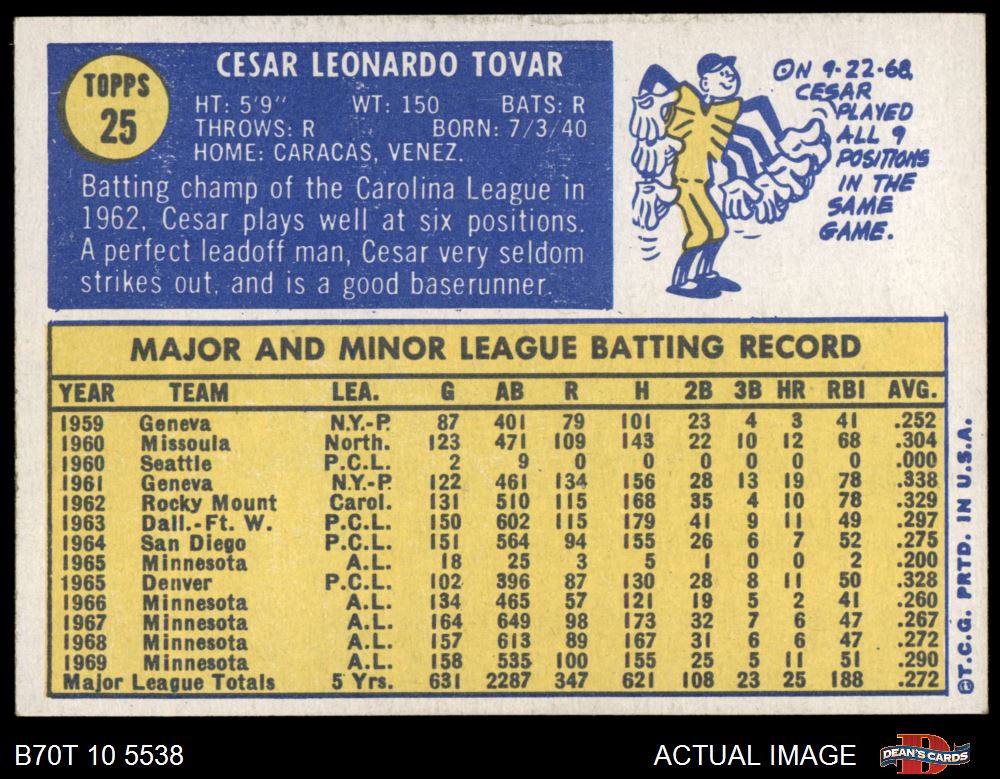 TOPPS
25
CESAR LEONARDO TOVAR
HT: 5'9" WT: 150 BATS: R
THROWS: R BORN: 7/3/40
HOME: CARACAS, VENEZ.
Batting champ of the Carolina League in
1962, Cesar plays well at six positions.
A perfect leadoff man, Cesar very seldom
strikes out, and is a good baserunner.
ON 9-22-68,
CESAR
PLAYED
ALL 9
POSITIONS
IN THE
SAME
GAME.
MAJOR AND MINOR LEAGUE BATTING RECORD
YEAR TEAM LEA. G AB R H 2B 3B HR RBI AVG.
1959 Geneva N.Y.-P. 87 401 79 101 23 4 3 41 .252
1960 Missoula North. 123 471 109 143 22 10 12 68 .304
1960 Seattle P.C.L. 2 9 0 0 0 0 0 0 .000
1961 Geneva N.Y.-P. 122 461 134 156 28 13 19 78 .338
1962 Rocky Mount Carol. 131 510 115 168 35 4 10 78 .329
1963 Dall.-Ft. W. P.C.L. 150 602 115 179 41 9 11 49 .297
1964 San Diego P.C.L. 151 564 94 155 26 6 7 52 .275
1965 Minnesota A.L. 18 25 3 5 1 0 0 2 .200
1965 Denver P.C.L. 102 396 87 130 28 8 11 50 .328
1966 Minnesota A.L. 134 465 57 121 19 5 2 41 .260
1967 Minnesota A.L. 164 649 98 173 32 7 6 47 .267
1968 Minnesota A.L. 157 613 89 167 31 6 6 47 .272
1969 Minnesota A.L. 158 535 100 155 25 5 11 51 .290
Major League Totals 5 Yrs. 631 2287 347 621 108 23 25 188 .272
©T.C.G. PRTD. IN U.S.A.
B70T 10 5538 ACTUAL IMAGE
DEAN'S CARDS